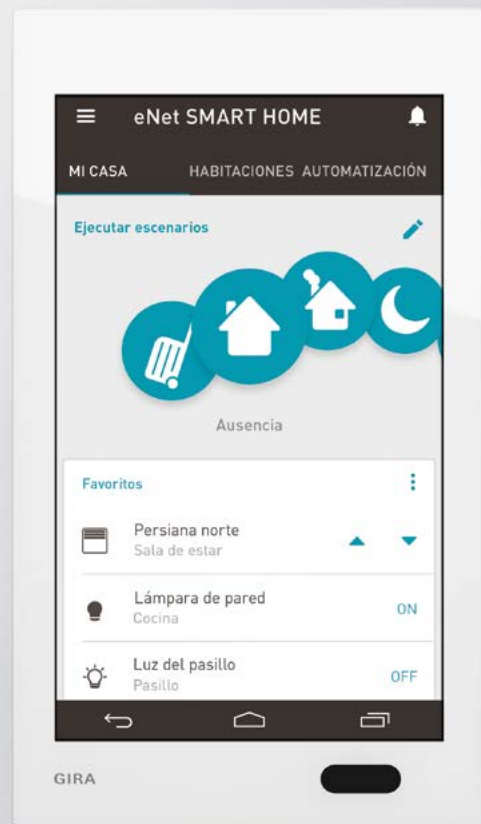 eNet SMART HOME
MI CASA HABITACIONES AUTOMATIZACIÓN
Ejecutar escenarios
Ausencia
Favoritos
Persiana norte
Sala de estar
Lámpara de pared
Cocina
ON
Luz del pasillo
Pasillo
OFF
GIRA